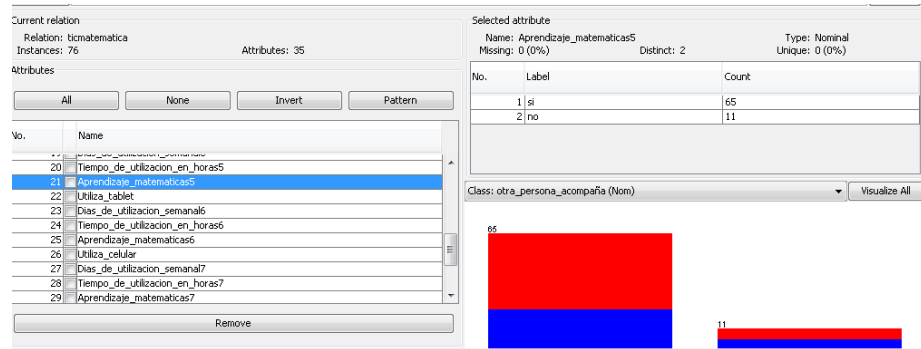 Current relation
Relation: ticmatematica
Instances: 76
Attributes: 35
Attributes
All
None
Invert
Pattern
No.
Name
19 Dias_de_utilizacion_semanal5
20 Tiempo_de_utilizacion_en_horas5
21 Aprendizaje_matematicas5
22 Utiliza_tablet
23 Dias_de_utilizacion_semanal6
24 Tiempo_de_utilizacion_en_horas6
25 Aprendizaje_matematicas6
26 Utiliza_celular
27 Dias_de_utilizacion_semanal7
28 Tiempo_de_utilizacion_en_horas7
29 Aprendizaje_matematicas7
Remove
Selected attribute
Name: Aprendizaje_matematicas5
Type: Nominal
Missing: 0 (0%)
Distinct: 2
Unique: 0 (0%)
No.
Label
Count
1 si 65
2 no 11
Class: otra_persona_acompaña (Nom)
Visualize All
65
11